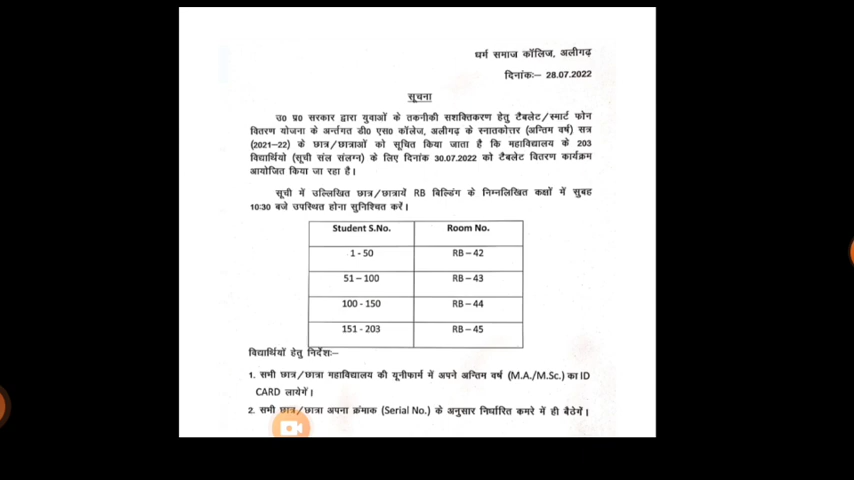 धर्म समाज कॉलिज, अलीगढ़
दिनांकः– 28.07.2022
सूचना
उ0 प्र0 सरकार द्वारा युवाओं के तकनीकी सशक्तिकरण हेतु टैबलेट/स्मार्ट फोन
वितरण योजना के अर्न्तगत डी0 एस0 कॉलेज, अलीगढ़ के स्नातकोत्तर (अन्तिम वर्ष) सत्र
(2021–22) के छात्र/छात्राओं को सूचित किया जाता है कि महाविद्यालय के 203
विद्यार्थियो (सूची संल संलग्न) के लिए दिनांक 30.07.2022 को टैबलेट वितरण कार्यक्रम
आयोजित किया जा रहा है।
सूची में उल्लिखित छात्र/छात्रायें RB बिल्डिंग के निम्नलिखित कक्षों में सुबह
10:30 बजे उपस्थित होना सुनिश्चित करें।
Student S.No. Room No.
1 - 50 RB – 42
51 – 100 RB – 43
100 - 150 RB – 44
151 - 203 RB – 45
विद्यार्थियों हेतु निर्देशः–
1. सभी छात्र/छात्रा महाविद्यालय की यूनीफार्म में अपने अन्तिम वर्ष (M.A./M.Sc.) का ID
CARD लायेगें।
2. सभी छात्र/छात्रा अपना क्रंमाक (Serial No.) के अनुसार निर्धारित कमरे में ही बैठेगें।